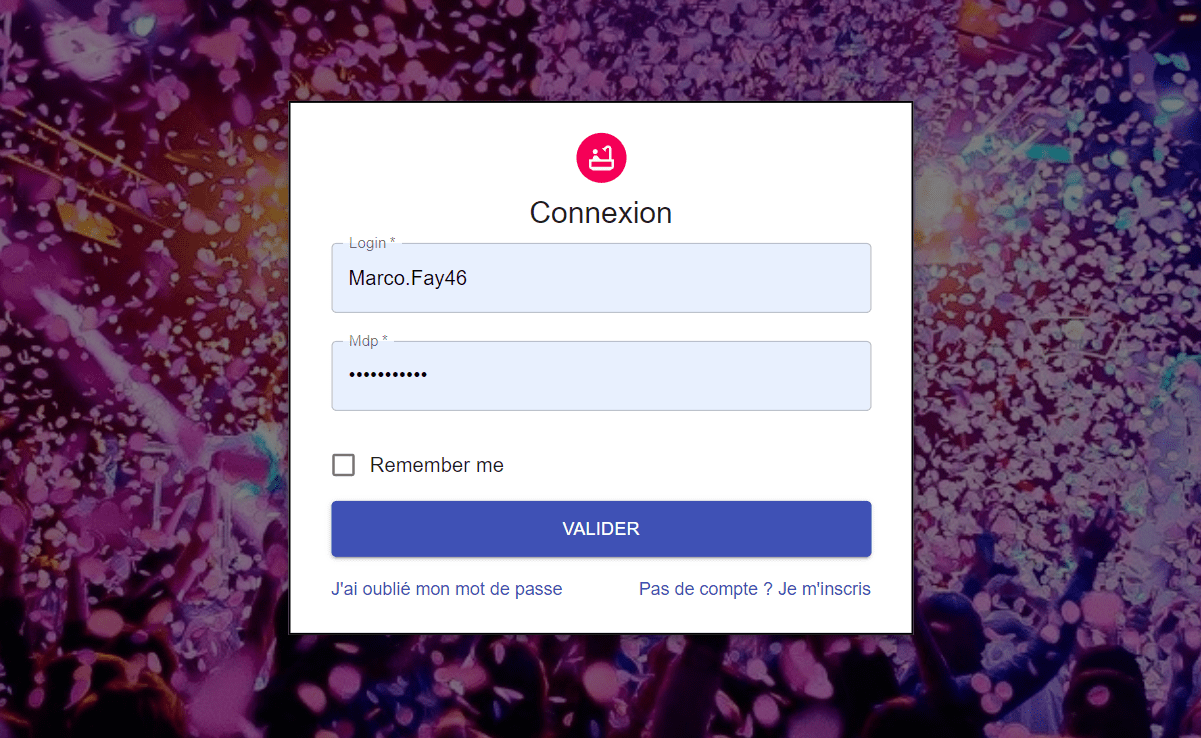 Connexion
Login *
Marco.Fay46
Mdp *
•••••••••••
Remember me
VALIDER
J'ai oublié mon mot de passe
Pas de compte ? Je m'inscris